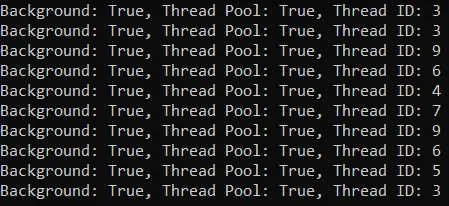 Background: True, Thread Pool: True, Thread ID: 3
Background: True, Thread Pool: True, Thread ID: 3
Background: True, Thread Pool: True, Thread ID: 9
Background: True, Thread Pool: True, Thread ID: 6
Background: True, Thread Pool: True, Thread ID: 4
Background: True, Thread Pool: True, Thread ID: 7
Background: True, Thread Pool: True, Thread ID: 9
Background: True, Thread Pool: True, Thread ID: 6
Background: True, Thread Pool: True, Thread ID: 5
Background: True, Thread Pool: True, Thread ID: 3